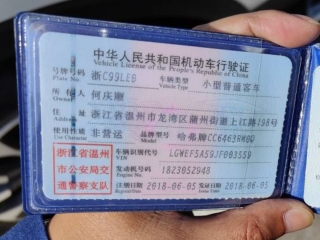 中华人民共和国机动车行驶证
Vehicle License of the People's Republic of China
号牌号码 浙C99LE6 车辆类型 小型普通客车
Plate No. Vehicle Type
所有人 何庆顺
Owner
住址 浙江省温州市龙湾区蒲州街道上江路198号
Address
使用性质 非营运 品牌型号 哈弗牌CC6463RM0D
Use Character Model
浙江省温州市公安局交通警察支队
车辆识别代号 LGWEF5A59JF003559
VIN
发动机号码 1823052948
Engine No.
注册日期 2018-06-05 发证日期 2018-06-05
Register Date Issue Date